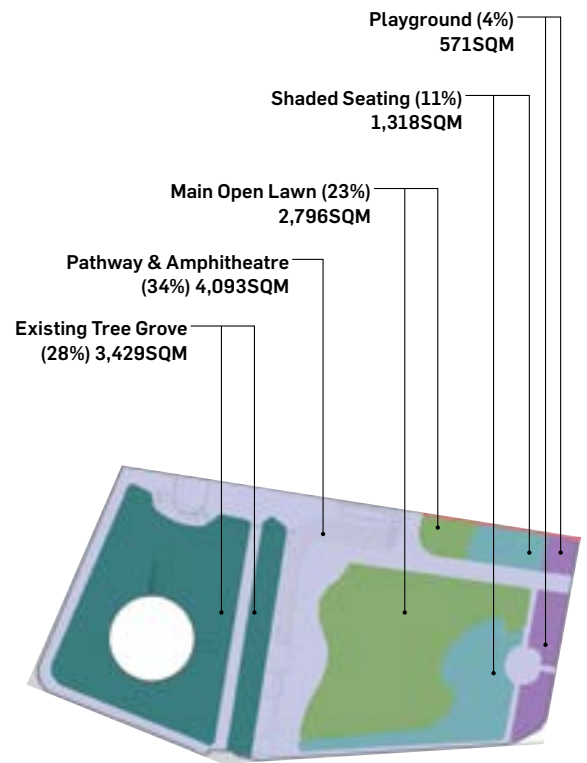 Playground (4%)
571SQM
Shaded Seating (11%)
1,318SQM
Main Open Lawn (23%)
2,796SQM
Pathway & Amphitheatre
(34%) 4,093SQM
Existing Tree Grove
(28%) 3,429SQM